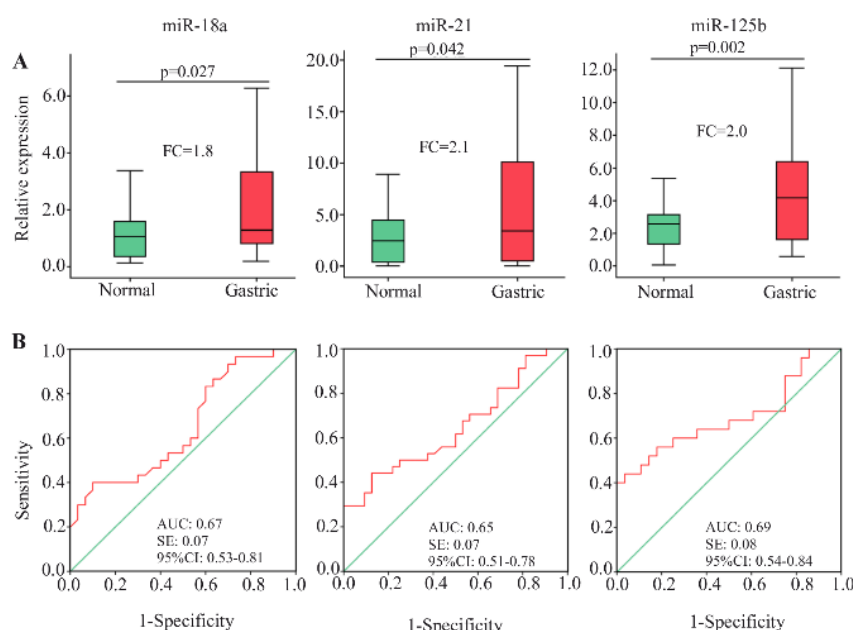 miR-18a
miR-21
miR-125b
A
p=0.027
p=0.042
p=0.002
Relative expression
6.0
4.0
2.0
0.0
FC=1.8
Normal
Gastric
20.0
15.0
10.0
5.0
0.0
FC=2.1
Normal
Gastric
12.0
10.0
8.0
6.0
4.0
2.0
0.0
FC=2.0
Normal
Gastric
B
Sensitivity
1.0
0.8
0.6
0.4
0.2
0.0
AUC: 0.67
SE: 0.07
95%CI: 0.53-0.81
0.0 0.2 0.4 0.6 0.8 1.0
1-Specificity
1.0
0.8
0.6
0.4
0.2
0.0
AUC: 0.65
SE: 0.07
95%CI: 0.51-0.78
0.0 0.2 0.4 0.6 0.8 1.0
1-Specificity
1.0
0.8
0.6
0.4
0.2
0.0
AUC: 0.69
SE: 0.08
95%CI: 0.54-0.84
0.0 0.2 0.4 0.6 0.8 1.0
1-Specificity